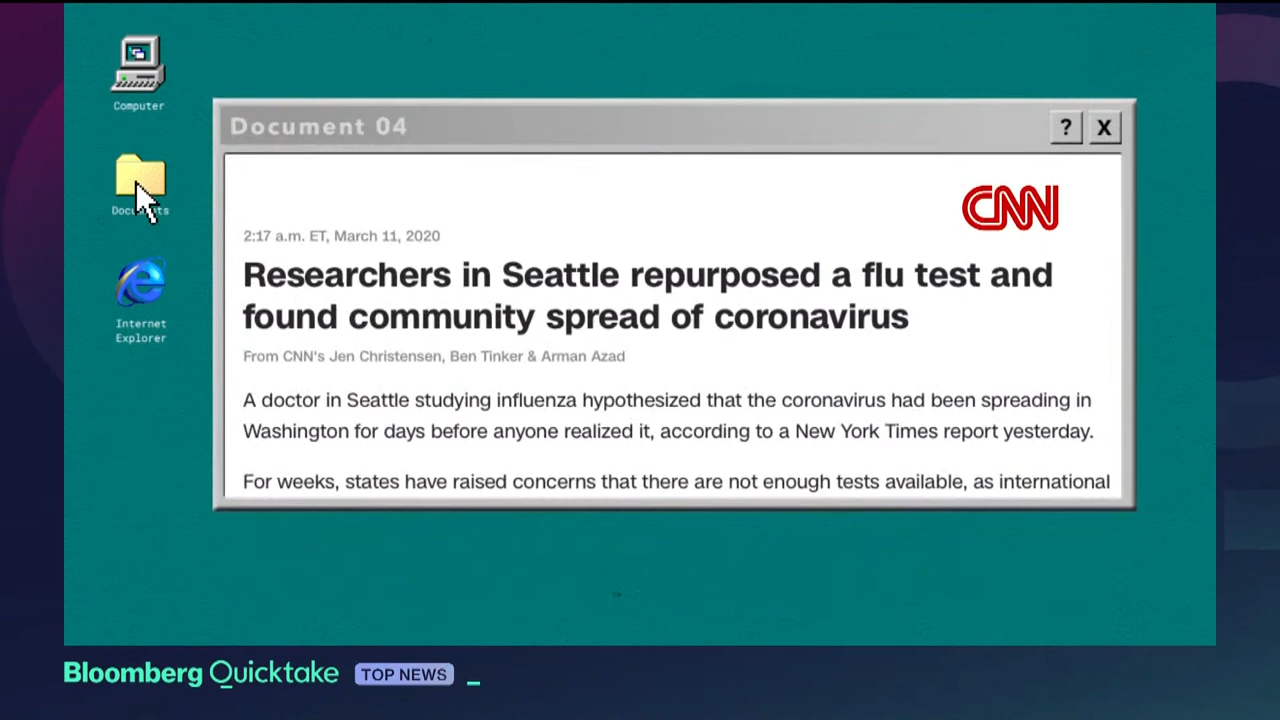 Computer
Documents
Internet
Explorer
Document 04
? X
CNN
2:17 a.m. ET, March 11, 2020
Researchers in Seattle repurposed a flu test and
found community spread of coronavirus
From CNN's Jen Christensen, Ben Tinker & Arman Azad
A doctor in Seattle studying influenza hypothesized that the coronavirus had been spreading in
Washington for days before anyone realized it, according to a New York Times report yesterday.
For weeks, states have raised concerns that there are not enough tests available, as international
Bloomberg Quicktake TOP NEWS _